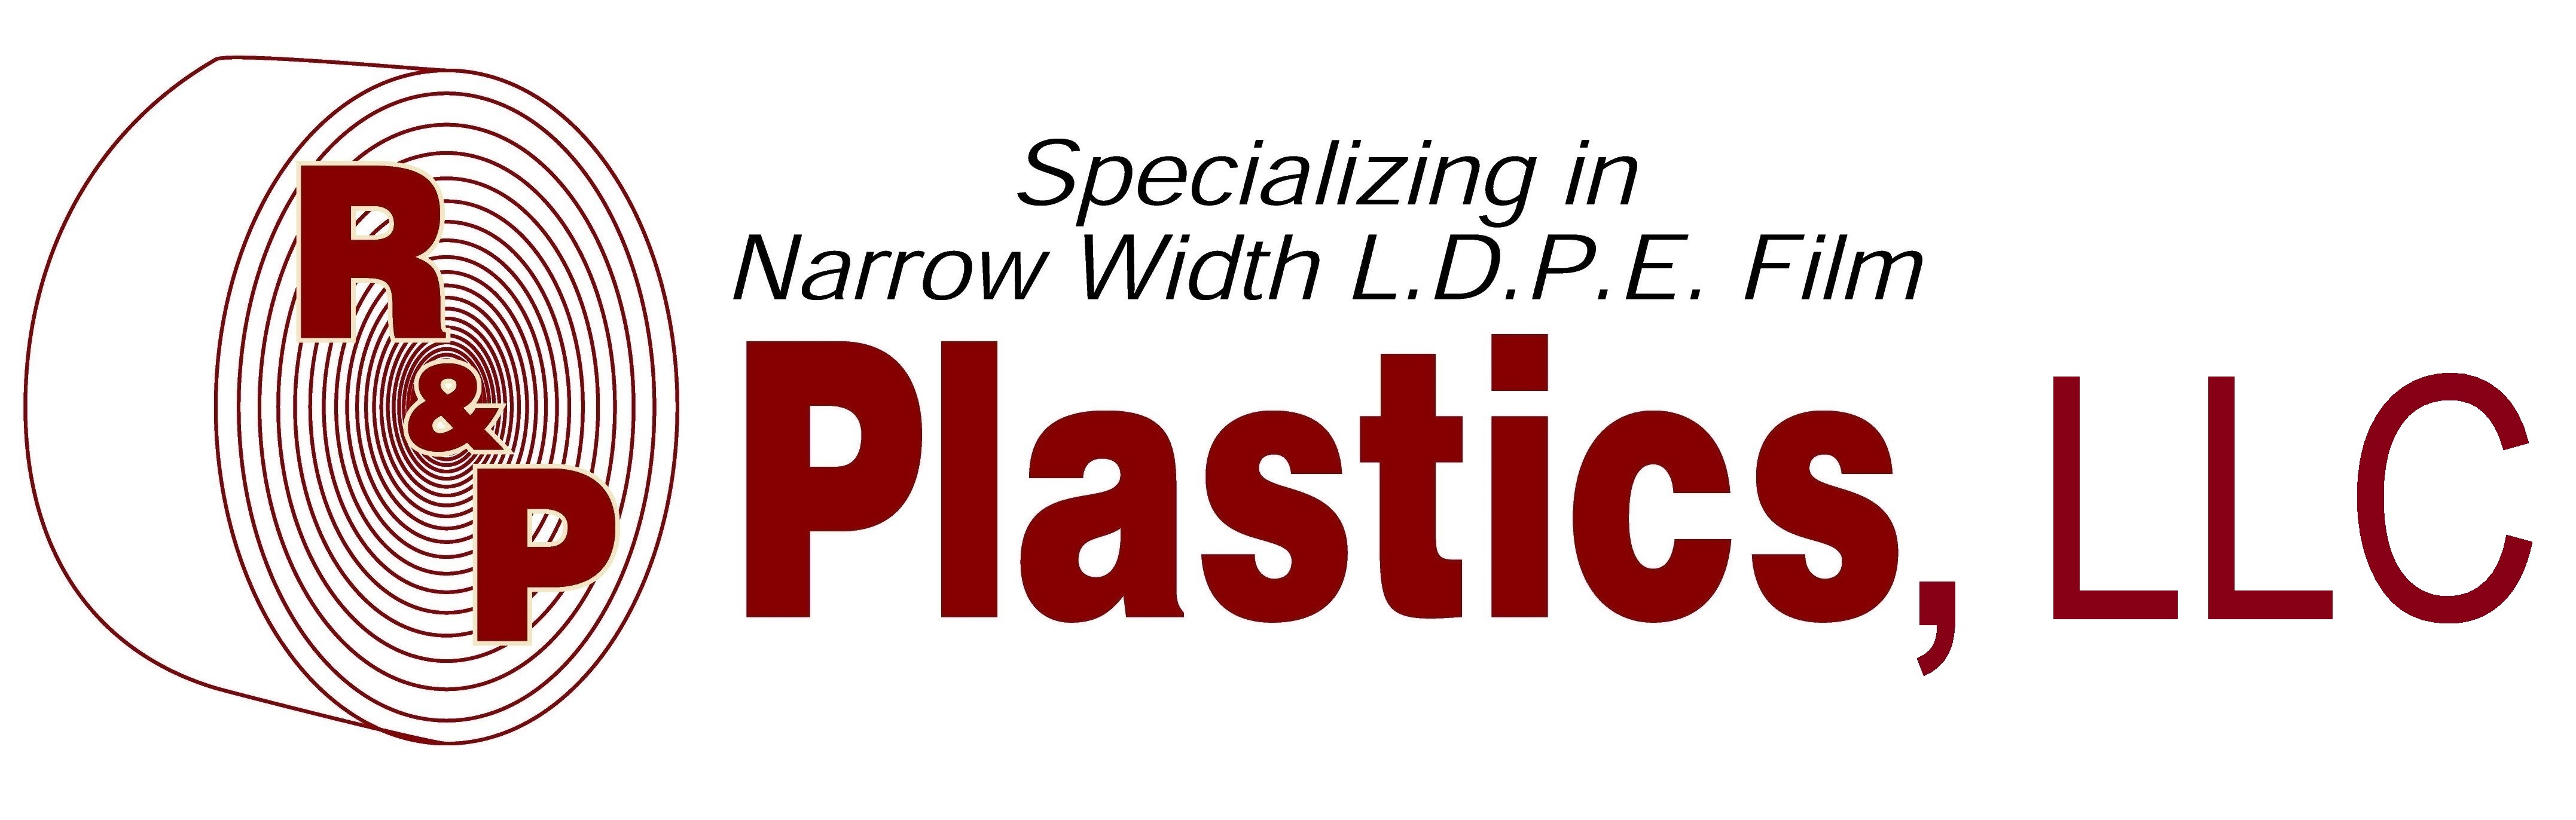 R
&
P
Specializing in
Narrow Width L.D.P.E. Film
Plastics, LLC